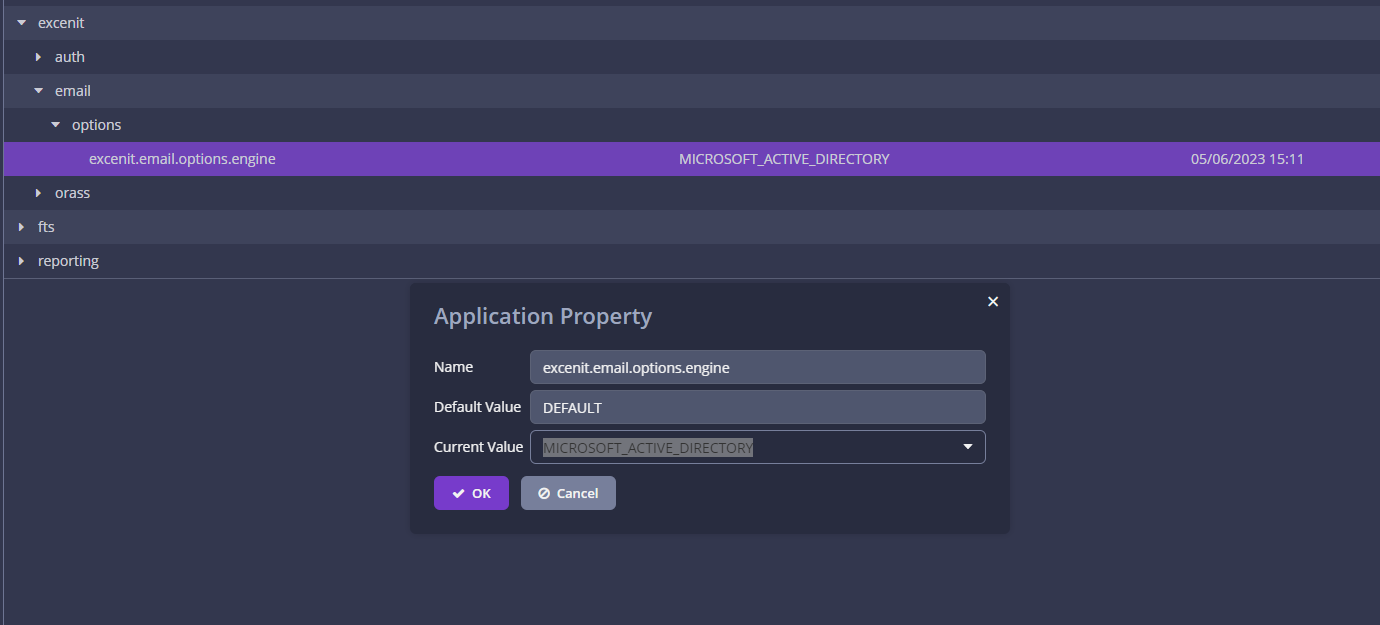 excenit
auth
email
options
excenit.email.options.engine MICROSOFT_ACTIVE_DIRECTORY 05/06/2023 15:11
orass
fts
reporting
Application Property
Name excenit.email.options.engine
Default Value DEFAULT
Current Value MICROSOFT_ACTIVE_DIRECTORY
OK Cancel